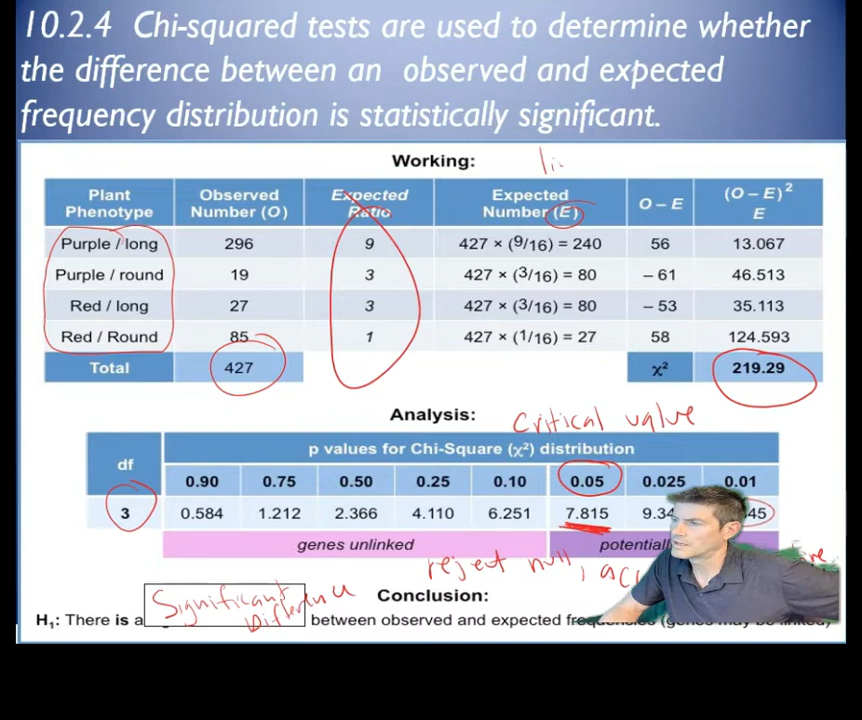 10.2.4 Chi-squared tests are used to determine whether
the difference between an observed and expected
frequency distribution is statistically significant.
Working:
Plant Phenotype Observed Number (O) Expected Ratio Expected Number (E) O – E (O – E)² E
Purple / long 296 9 427 × (9/16) = 240 56 13.067
Purple / round 19 3 427 × (3/16) = 80 – 61 46.513
Red / long 27 3 427 × (3/16) = 80 – 53 35.113
Red / Round 85 1 427 × (1/16) = 27 58 124.593
Total 427 χ² 219.29
Analysis:
Critical value
df p values for Chi-Square (χ²) distribution
0.90 0.75 0.50 0.25 0.10 0.05 0.025 0.01
3 0.584 1.212 2.366 4.110 6.251 7.815 9.34 45
genes unlinked potentially
reject null, acc
Significant Difference
Conclusion:
H₁: There is a between observed and expected frequencies (genes may be linked)